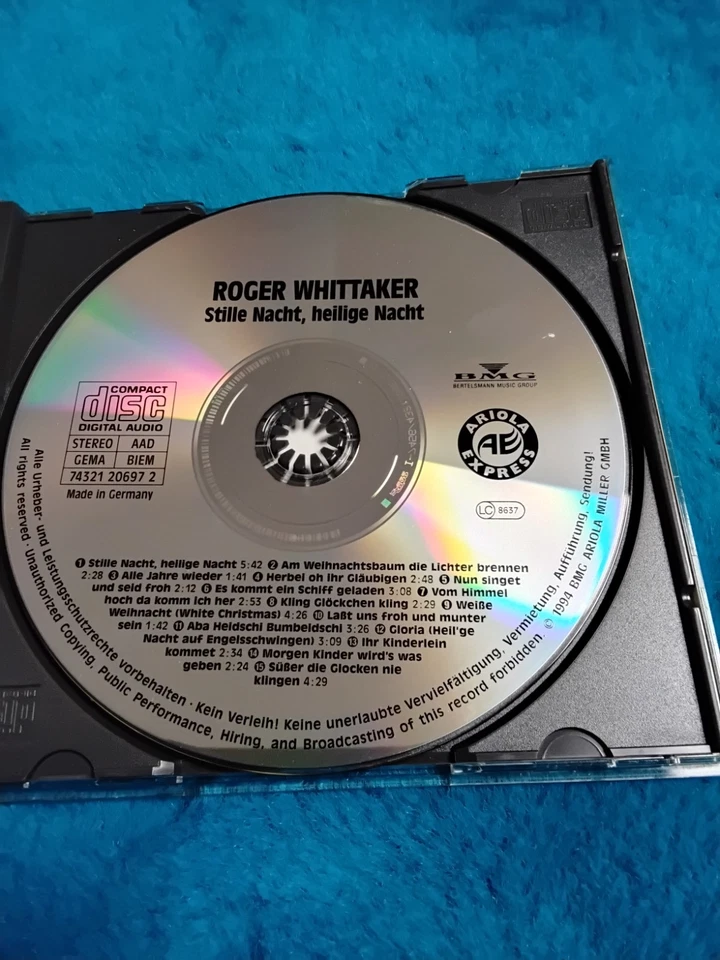 ROGER WHITTAKER
Stille Nacht, heilige Nacht
BMG
BERTELSMANN MUSIC GROUP
COMPACT
disc
DIGITAL AUDIO
STEREO AAD
GEMA BIEM
74321 20697 2
Made in Germany
ARIOLA
AE
EXPRESS
LC 8637
1 Stille Nacht, heilige Nacht 5:42 2 Am Weihnachtsbaum die Lichter brennen
2:28 3 Alle Jahre wieder 1:41 4 Herbei oh ihr Gläubigen 2:48 5 Nun singet
und seid froh 2:12 6 Es kommt ein Schiff geladen 3:08 7 Vom Himmel
hoch da komm ich her 2:53 8 Kling Glöckchen kling 2:29 9 Weiße
Weihnacht (White Christmas) 4:26 10 Laßt uns froh und munter
sein 1:42 11 Aba Heidschi Bumbeidschi 3:26 12 Gloria (Heil'ge
Nacht auf Engelsschwingen) 3:09 13 Ihr Kinderlein
kommet 2:34 14 Morgen Kinder wird's was
geben 2:24 15 Süßer die Glocken nie
klingen 4:29
Alle Urheber- und Leistungsschutzrechte vorbehalten · Kein Verleih! Keine unerlaubte Vervielfältigung, Vermietung, Aufführung, Sendung!
All rights reserved · Unauthorized Copying, Public Performance, Hiring, and Broadcasting of this record forbidden. © 1994 BMG ARIOLA MILLER GMBH